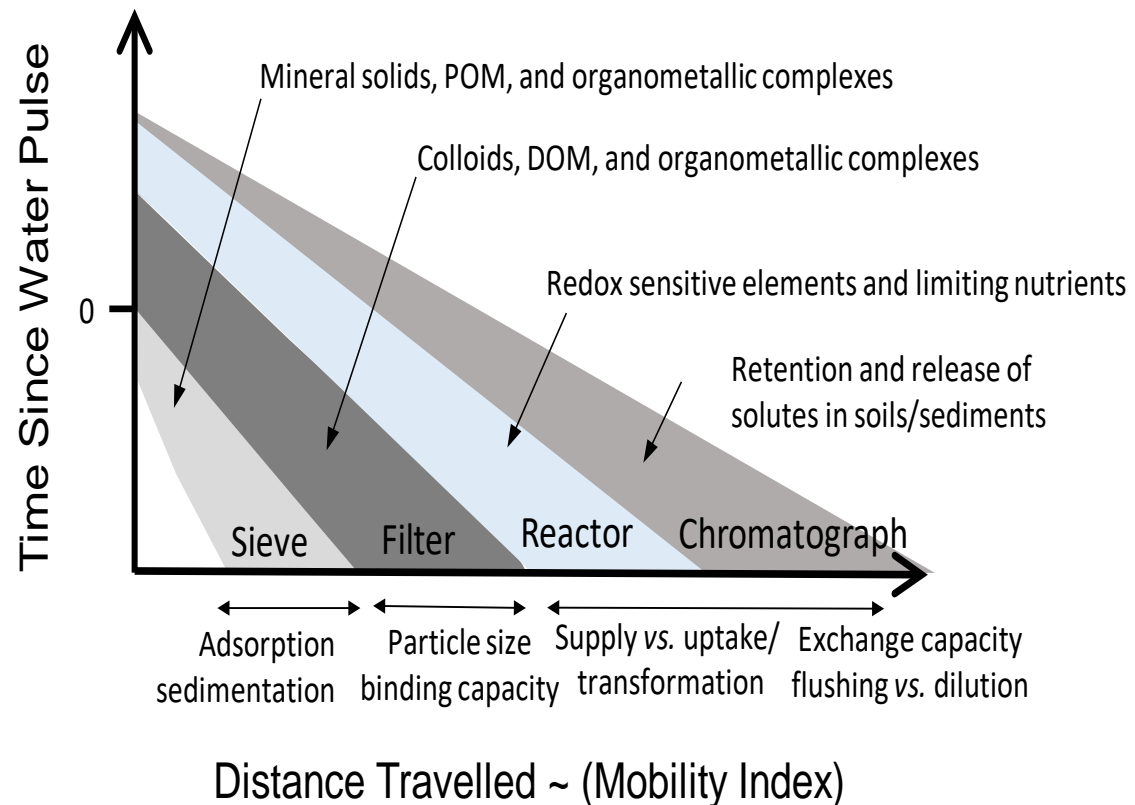 Time Since Water Pulse
Mineral solids, POM, and organometallic complexes
Colloids, DOM, and organometallic complexes
Redox sensitive elements and limiting nutrients
Retention and release of
solutes in soils/sediments
0
Sieve
Filter
Reactor
Chromatograph
Adsorption
sedimentation
Particle size
binding capacity
Supply vs. uptake/
transformation
Exchange capacity
flushing vs. dilution
Distance Travelled ~ (Mobility Index)